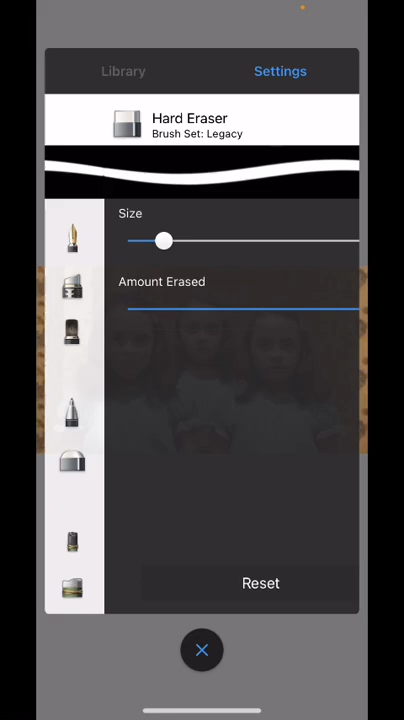 Library
Settings
Hard Eraser
Brush Set: Legacy
Size
Amount Erased
Reset